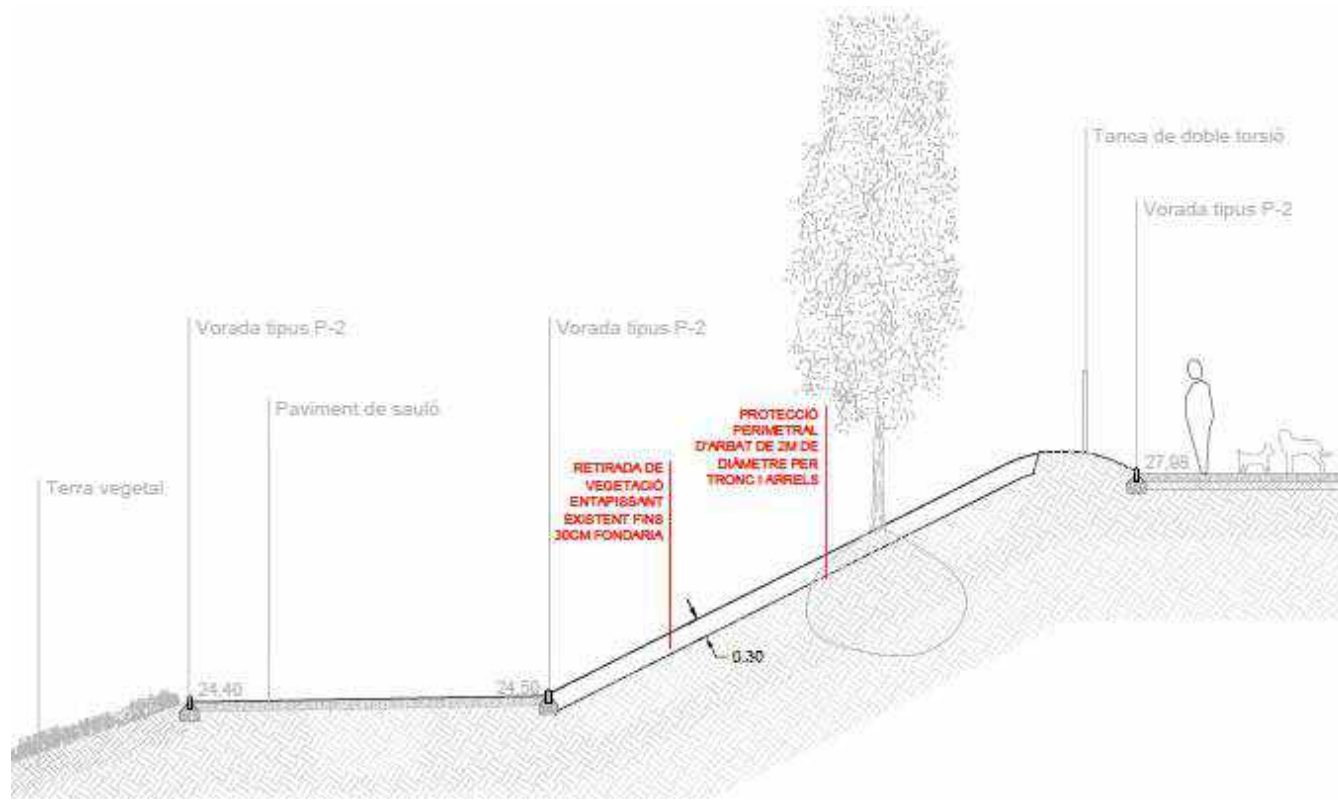 Tanca de doble torsió
Vorada tipus P-2
Vorada tipus P-2
Vorada tipus P-2
Paviment de sauló
PROTECCIÓ
PERIMETRAL
D'ARBAT DE 2M DE
DIÀMETRE PER
TRONC I ARRELS
RETIRADA DE
VEGETACIÓ
ENTAPISSANT
EXISTENT FINS
30CM FONDARIA
Terra vegetal
27,98
0.30
24,40
24,50